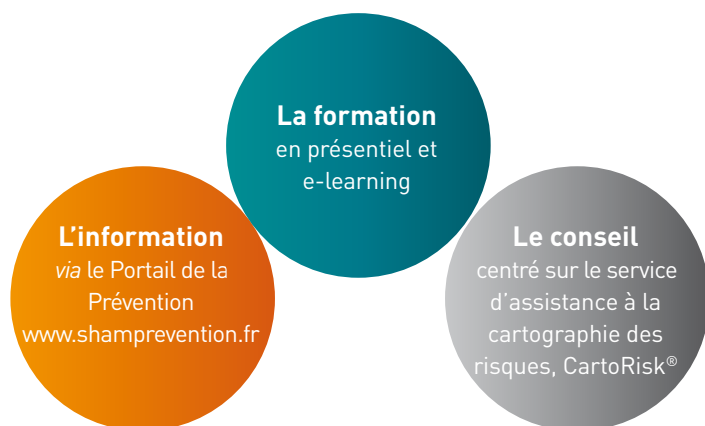 La formation
en présentiel et
e-learning
L'information
via le Portail de la
Prévention
www.shamprevention.fr
Le conseil
centré sur le service
d'assistance à la
cartographie des
risques, CartoRisk®